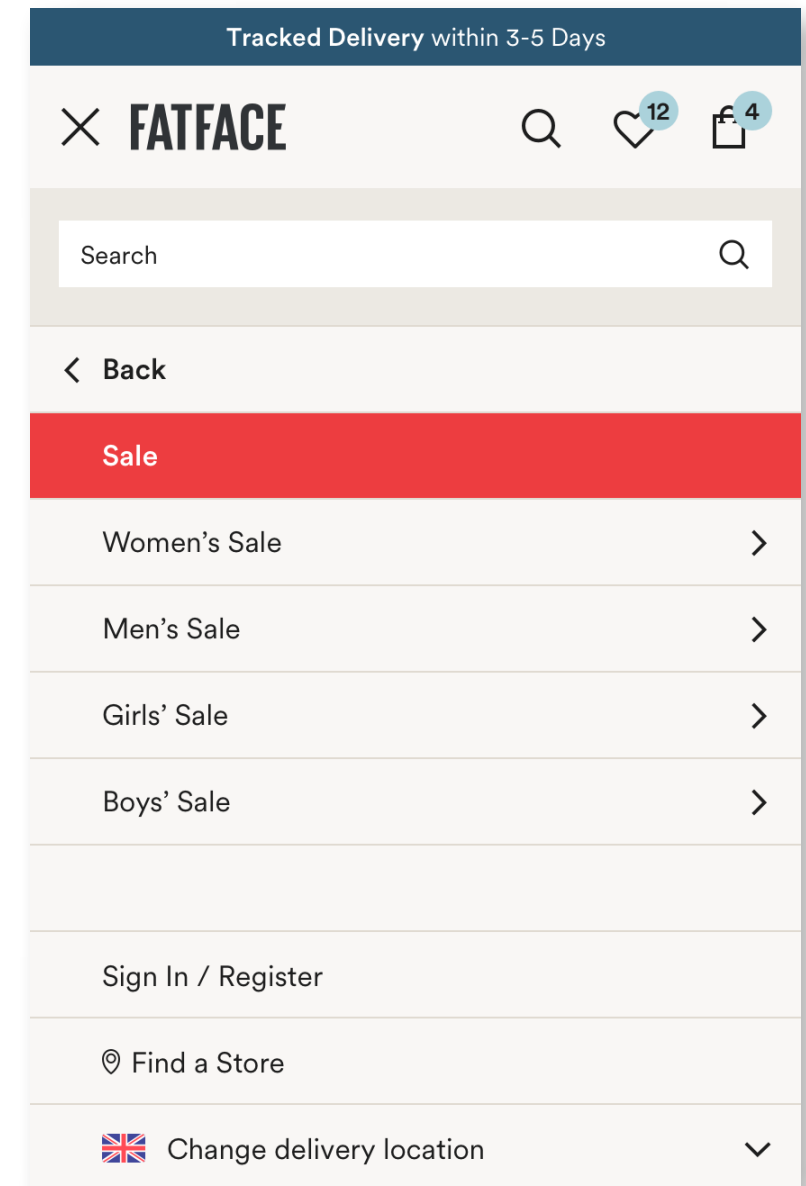 Tracked Delivery within 3-5 Days
FATFACE
12
4
Search
Back
Sale
Women’s Sale
Men’s Sale
Girls’ Sale
Boys’ Sale
Sign In / Register
Find a Store
Change delivery location